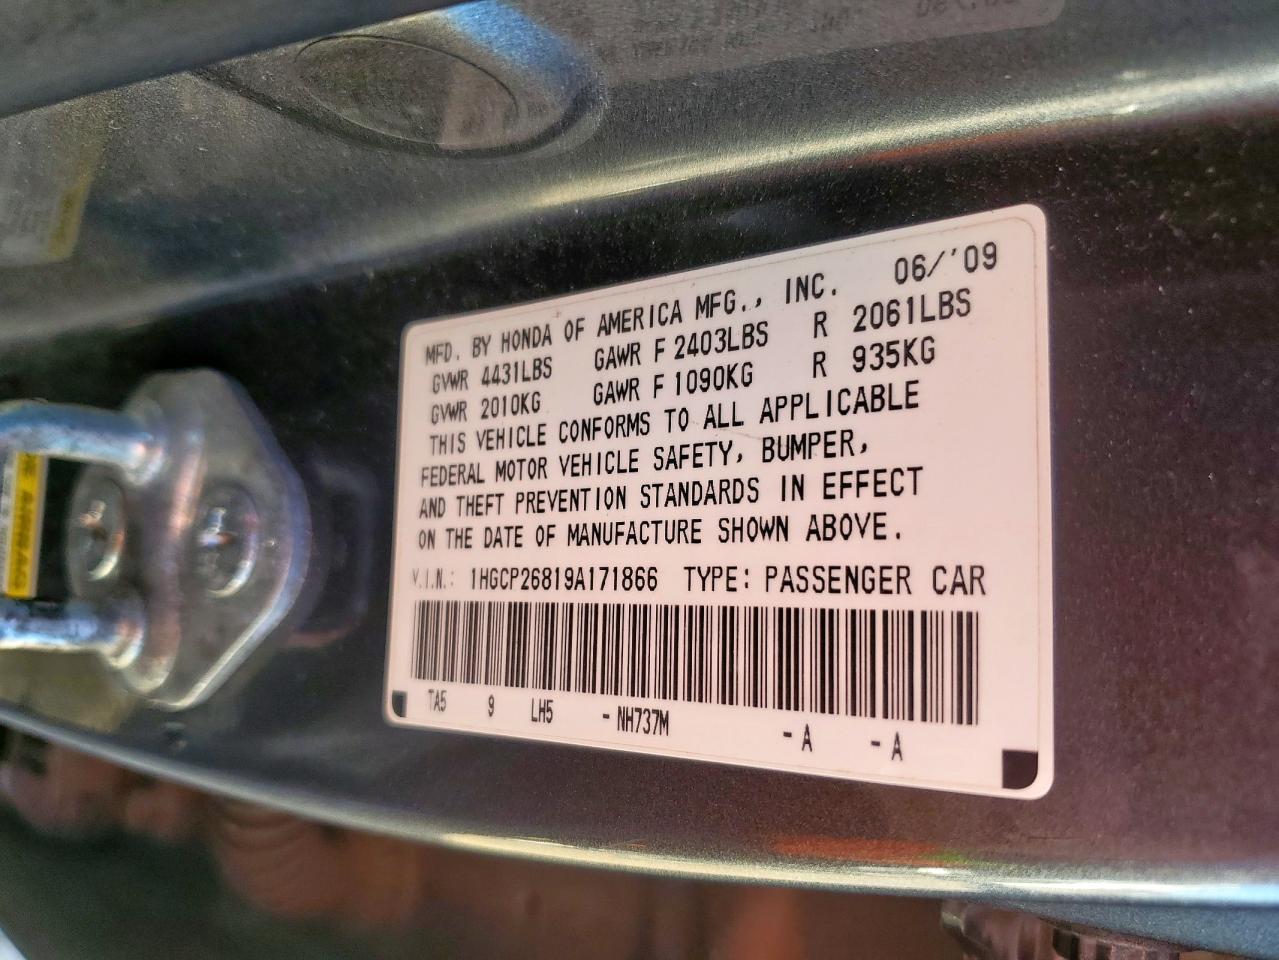 MFD. BY HONDA OF AMERICA MFG., INC. 06/'09
GVWR 4431LBS GAWR F 2403LBS R 2061LBS
GVWR 2010KG GAWR F 1090KG R 935KG
THIS VEHICLE CONFORMS TO ALL APPLICABLE
FEDERAL MOTOR VEHICLE SAFETY, BUMPER,
AND THEFT PREVENTION STANDARDS IN EFFECT
ON THE DATE OF MANUFACTURE SHOWN ABOVE.
V.I.N.: 1HGCP26819A171866 TYPE: PASSENGER CAR
TA5 9 LH5 -NH737M -A -A